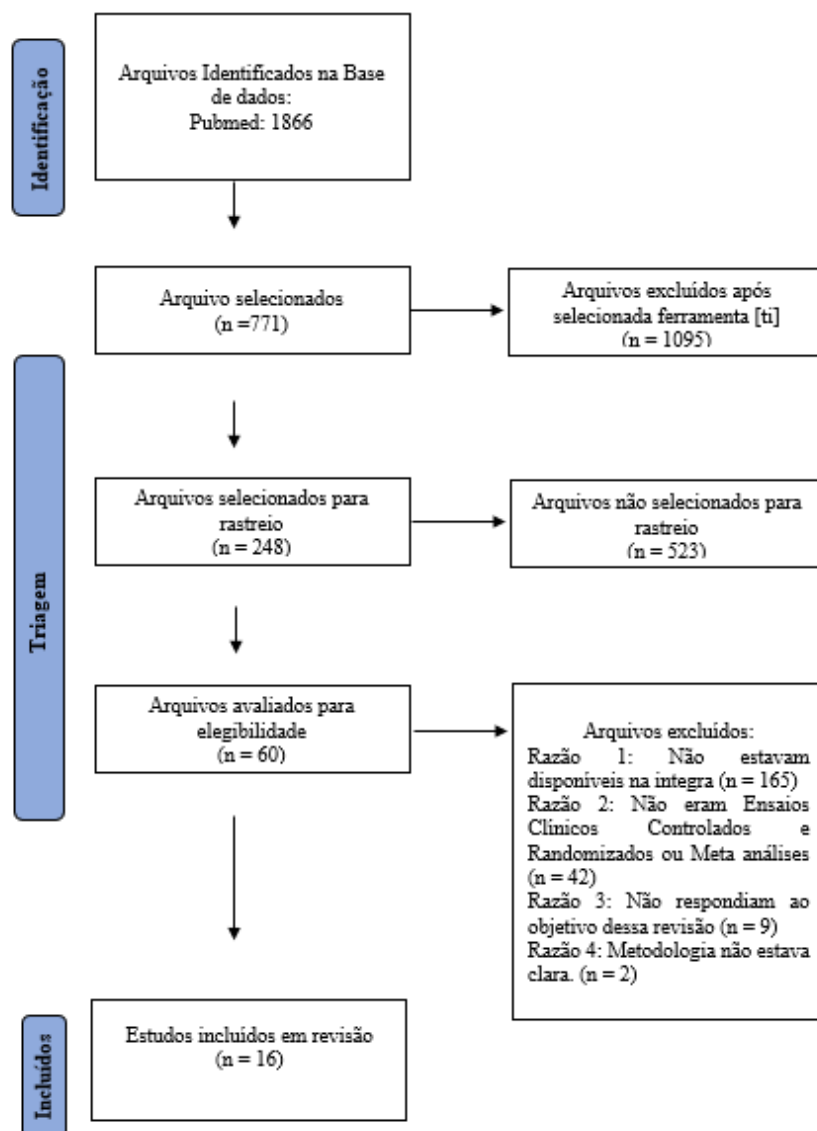 Identificação
Arquivos Identificados na Base
de dados:
Pubmed: 1866
Arquivo selecionados
(n =771)
Arquivos excluídos após
selecionada ferramenta [ti]
(n = 1095)
Triagem
Arquivos selecionados para
rastreio
(n = 248)
Arquivos não selecionados para
rastreio
(n = 523)
Arquivos avaliados para
elegibilidade
(n = 60)
Arquivos excluídos:
Razão 1: Não estavam
disponíveis na integra (n = 165)
Razão 2: Não eram Ensaios
Clínicos Controlados e
Randomizados ou Meta análises
(n = 42)
Razão 3: Não respondiam ao
objetivo dessa revisão (n = 9)
Razão 4: Metodologia não estava
clara. (n = 2)
Incluídos
Estudos incluídos em revisão
(n = 16)